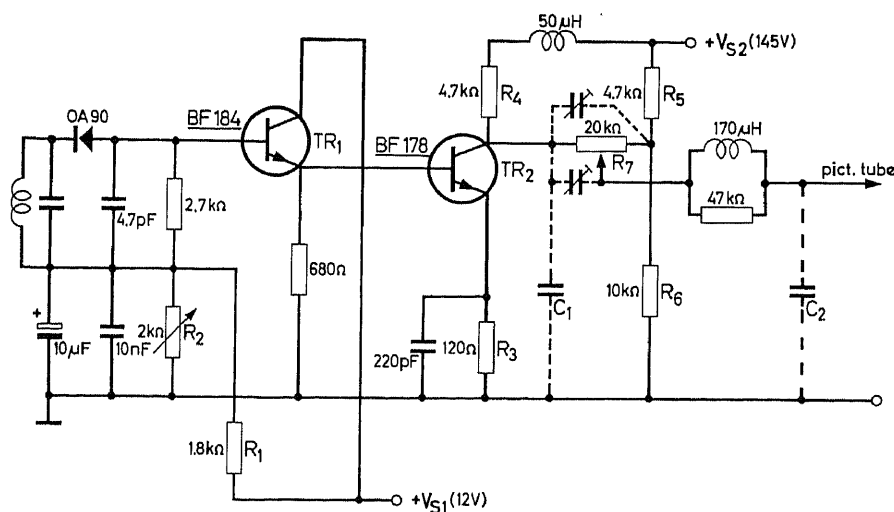 50μH
+VS2 (145V)
4.7kΩ
R4
4.7kΩ
R5
OA90
BF184
TR1
BF178
TR2
20kΩ
R7
170μH
pict. tube
47kΩ
4.7pF
2.7kΩ
680Ω
+
10μF
10nF
2kΩ
R2
220pF
120Ω
R3
C1
10kΩ
R6
C2
1.8kΩ
R1
+VS1 (12V)